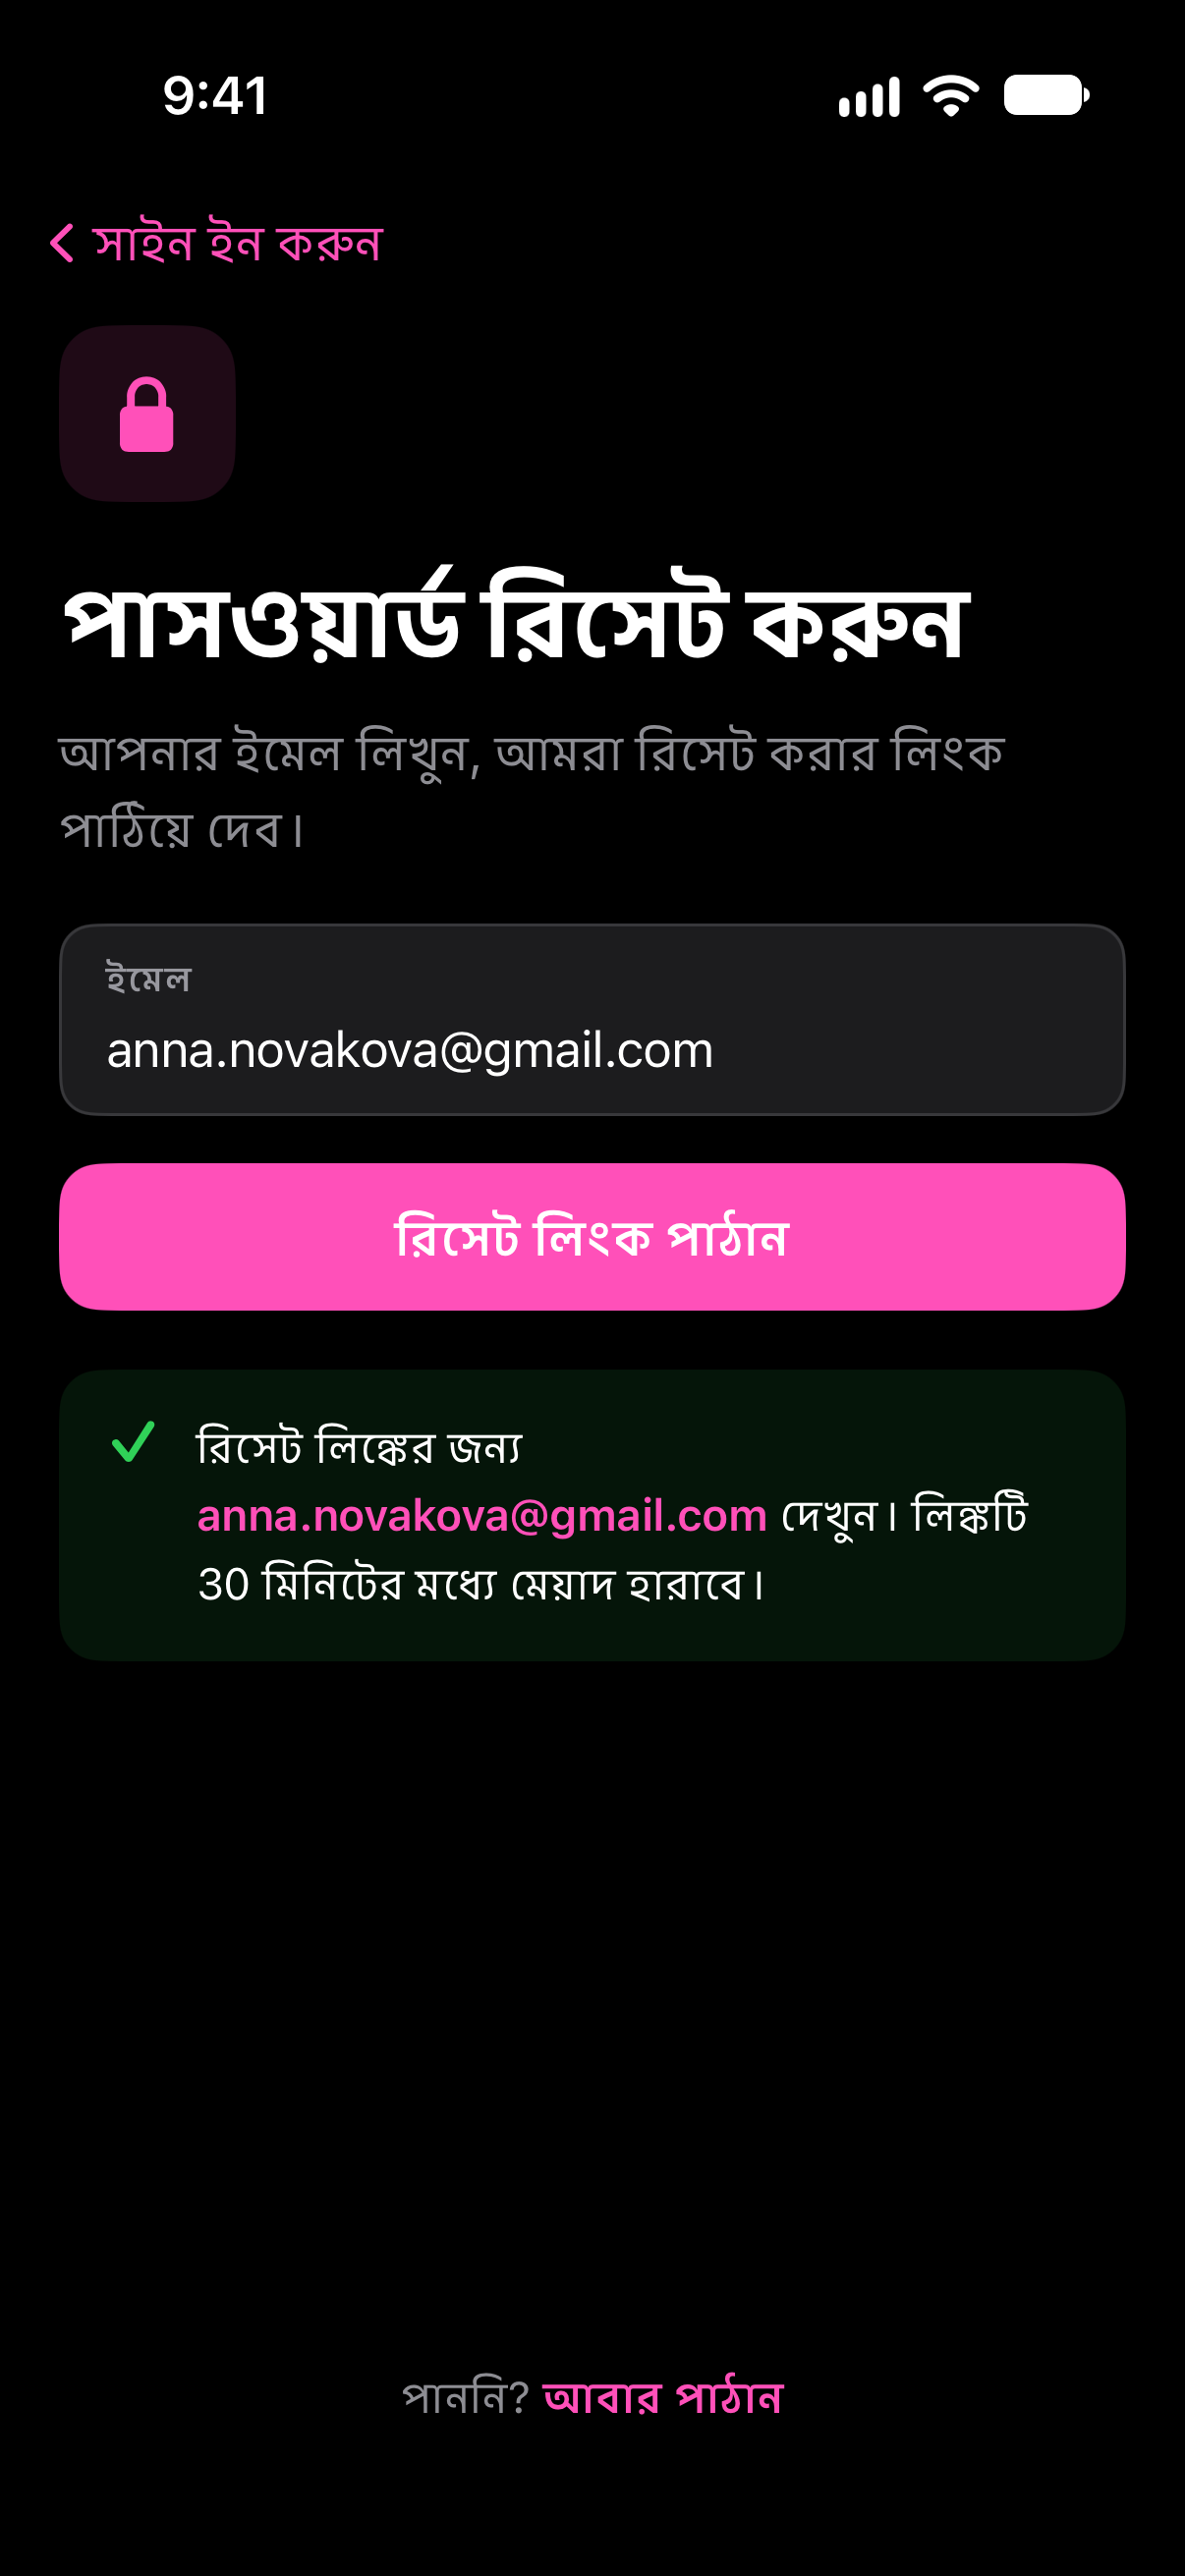 9:41
সাইন ইন করুন
পাসওয়ার্ড রিসেট করুন
আপনার ইমেল লিখুন, আমরা রিসেট করার লিংক
পাঠিয়ে দেব।
ইমেল
anna.novakova@gmail.com
রিসেট লিংক পাঠান
রিসেট লিঙ্কের জন্য
anna.novakova@gmail.com দেখুন। লিঙ্কটি
30 মিনিটের মধ্যে মেয়াদ হারাবে।
পাননি? আবার পাঠান